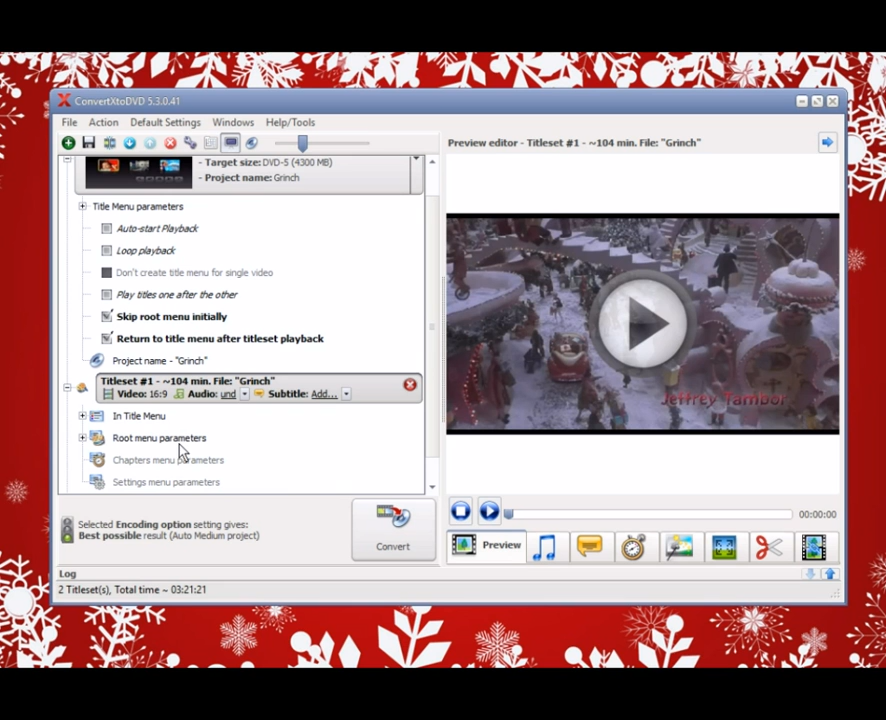 ConvertXtoDVD 5.3.0.41
File Action Default Settings Windows Help/Tools
Preview editor - Titleset #1 - ~104 min. File: "Grinch"
- Target size: DVD-5 (4300 MB)
- Project name: Grinch
Title Menu parameters
Auto-start Playback
Loop playback
Don't create title menu for single video
Play titles one after the other
Skip root menu initially
Return to title menu after titleset playback
Project name - "Grinch"
Titleset #1 - ~104 min. File: "Grinch"
Video: 16:9 Audio: und Subtitle: Add...
In Title Menu
Root menu parameters
Chapters menu parameters
Settings menu parameters
Jeffrey Tambor
Selected Encoding option setting gives:
Best possible result (Auto Medium project)
Convert
00:00:00
Preview
Log
2 Titleset(s), Total time ~ 03:21:21